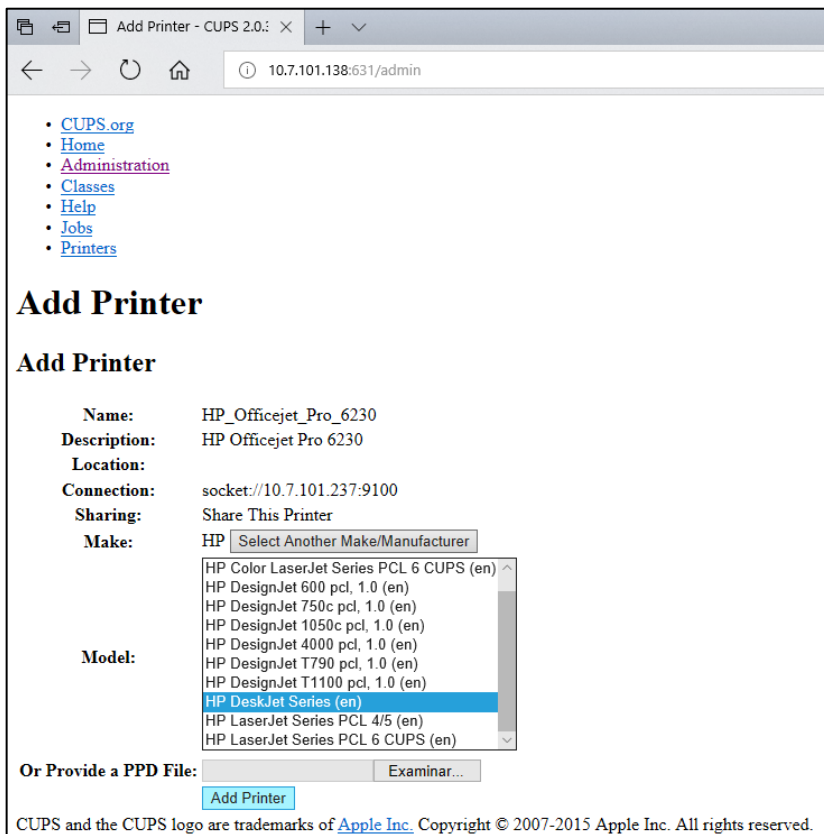 Add Printer - CUPS 2.0.
10.7.101.138:631/admin
CUPS.org
Home
Administration
Classes
Help
Jobs
Printers
Add Printer
Add Printer
Name: HP_Officejet_Pro_6230
Description: HP Officejet Pro 6230
Location:
Connection: socket://10.7.101.237:9100
Sharing: Share This Printer
Make: HP Select Another Make/Manufacturer
HP Color LaserJet Series PCL 6 CUPS (en)
HP DesignJet 600 pcl, 1.0 (en)
HP DesignJet 750c pcl, 1.0 (en)
HP DesignJet 1050c pcl, 1.0 (en)
HP DesignJet 4000 pcl, 1.0 (en)
Model: HP DesignJet T790 pcl, 1.0 (en)
HP DesignJet T1100 pcl, 1.0 (en)
HP DeskJet Series (en)
HP LaserJet Series PCL 4/5 (en)
HP LaserJet Series PCL 6 CUPS (en)
Or Provide a PPD File: Examinar...
Add Printer
CUPS and the CUPS logo are trademarks of Apple Inc. Copyright © 2007-2015 Apple Inc. All rights reserved.